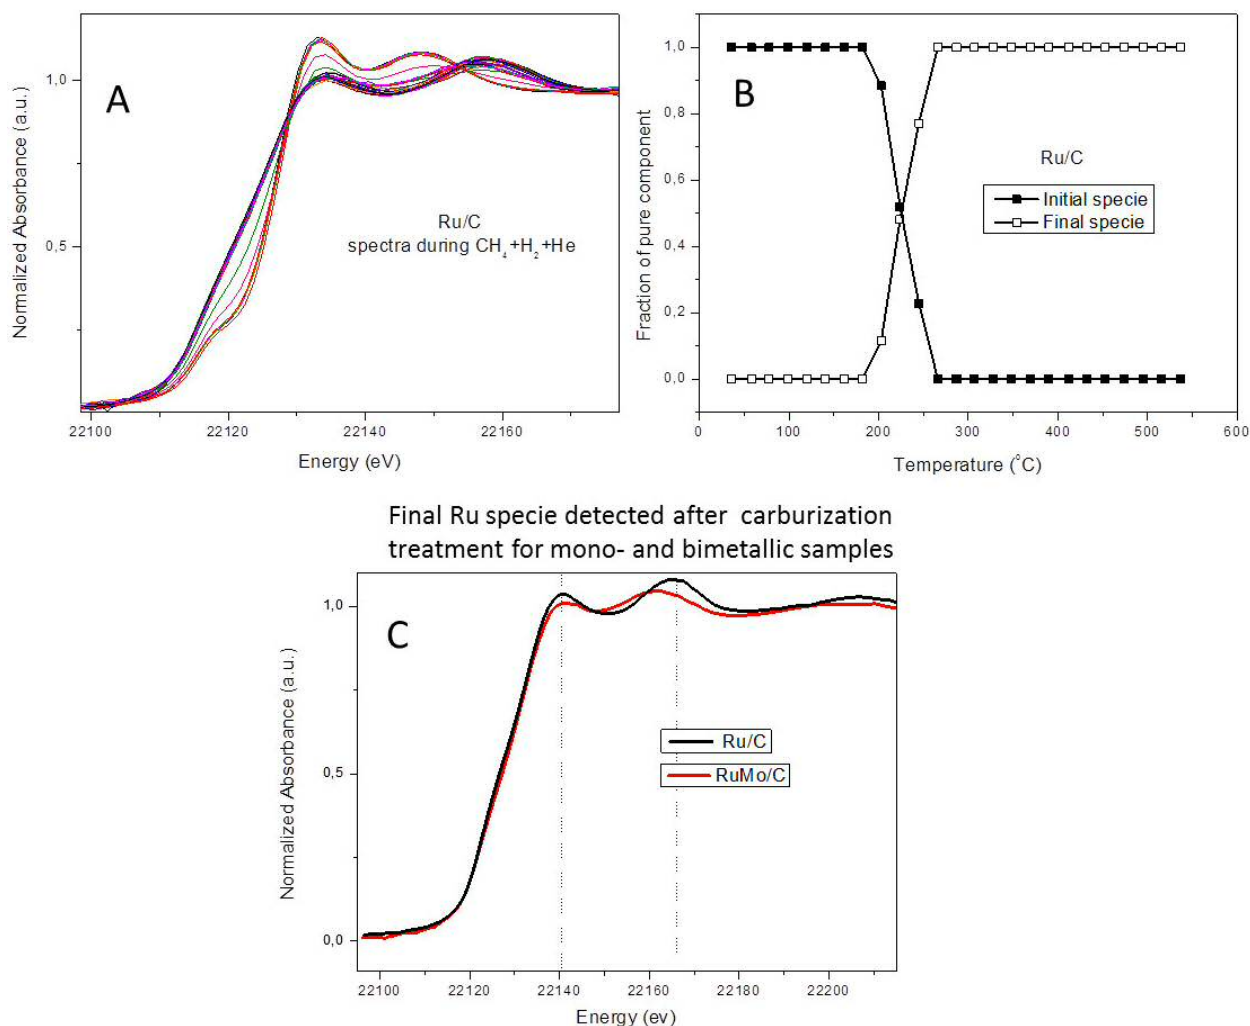 A
Normalized Absorbance (a.u.)
1,0
0,5
Ru/C
spectra during CH₄+H₂+He
22100 22120 22140 22160
Energy (eV)
B
Fraction of pure component
1,0
0,8
0,6
0,4
0,2
0,0
Ru/C
Initial specie
Final specie
0 100 200 300 400 500 600
Temperature (°C)
Final Ru specie detected after carburization
treatment for mono- and bimetallic samples
C
Normalized Absorbance (a.u.)
1,0
0,5
0,0
Ru/C
RuMo/C
22100 22120 22140 22160 22180 22200
Energy (ev)